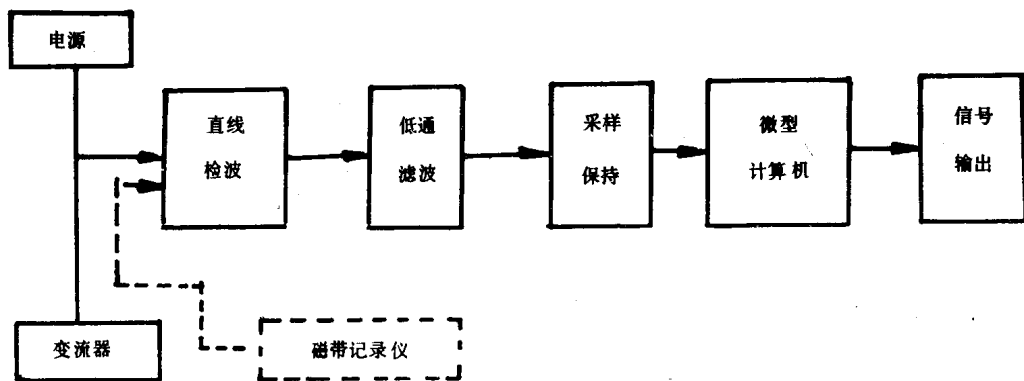 电源
直线
检波
低通
滤波
采样
保持
微型
计算机
信号
输出
变流器
磁带记录仪